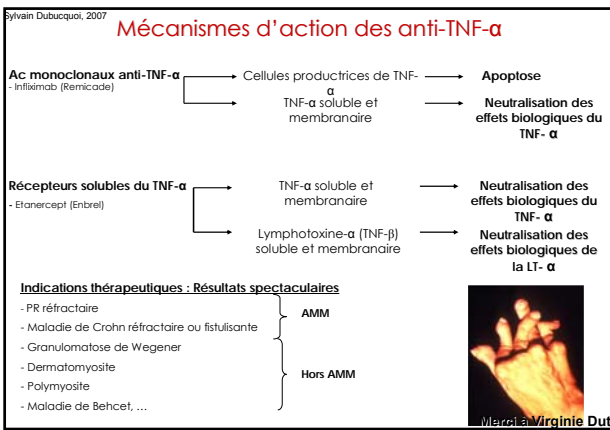 Sylvain Dubucquoi, 2007
Mécanismes d’action des anti-TNF-α
Ac monoclonaux anti-TNF-α
- Infliximab (Remicade)
Cellules productrices de TNF-
α
Apoptose
TNF-α soluble et
membranaire
Neutralisation des
effets biologiques du
TNF- α
Récepteurs solubles du TNF-α
- Etanercept (Enbrel)
TNF-α soluble et
membranaire
Neutralisation des
effets biologiques du
TNF- α
Lymphotoxine-α (TNF-β)
soluble et membranaire
Neutralisation des
effets biologiques de
la LT- α
Indications thérapeutiques : Résultats spectaculaires
- PR réfractaire
- Maladie de Crohn réfractaire ou fistulisante
AMM
- Granulomatose de Wegener
- Dermatomyosite
- Polymyosite
- Maladie de Behcet, ...
Hors AMM
Merci à Virginie Dut